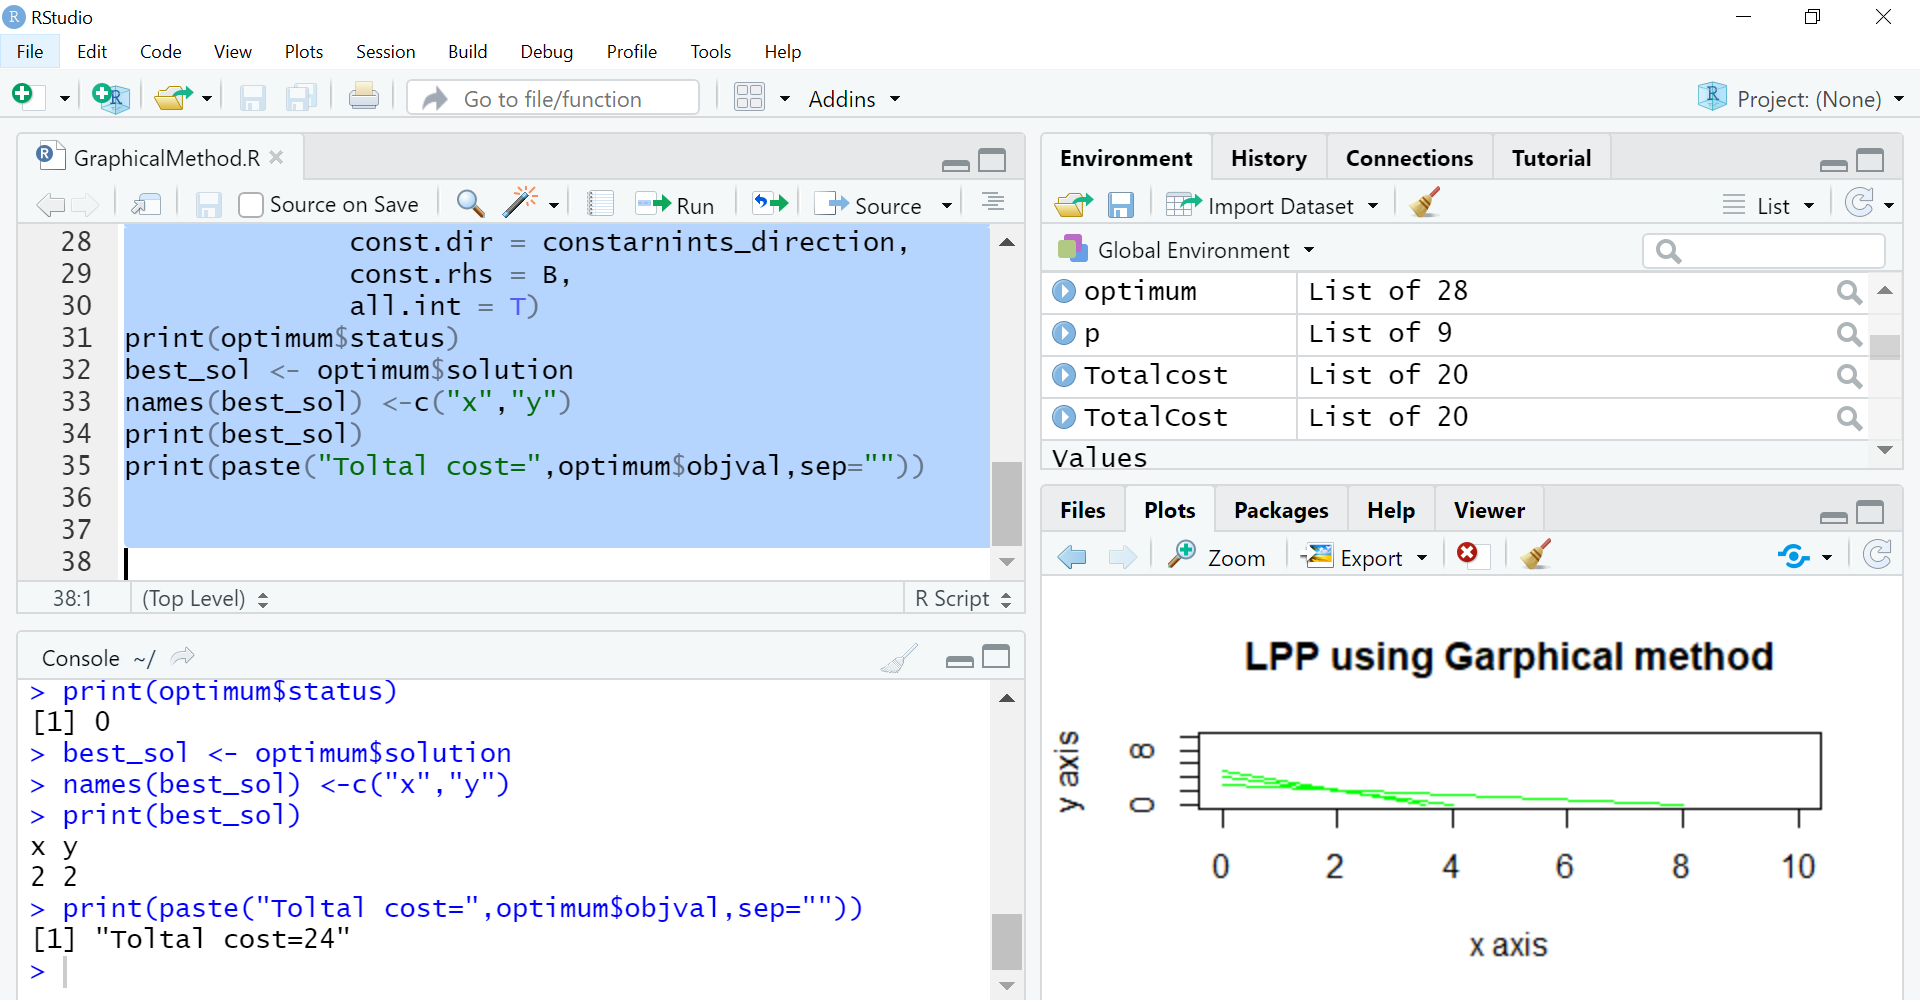 RStudio
File Edit Code View Plots Session Build Debug Profile Tools Help
Go to file/function Addins Project: (None)
GraphicalMethod.R
Source on Save Run Source
28 const.dir = constarnints_direction,
29 const.rhs = B,
30 all.int = T)
31 print(optimum$status)
32 best_sol <- optimum$solution
33 names(best_sol) <-c("x","y")
34 print(best_sol)
35 print(paste("Toltal cost=",optimum$objval,sep=""))
36
37
38
38:1 (Top Level) R Script
Console ~/
> print(optimum$status)
[1] 0
> best_sol <- optimum$solution
> names(best_sol) <-c("x","y")
> print(best_sol)
x y
2 2
> print(paste("Toltal cost=",optimum$objval,sep=""))
[1] "Toltal cost=24"
>
Environment History Connections Tutorial
Import Dataset List
Global Environment
optimum List of 28
p List of 9
Totalcost List of 20
TotalCost List of 20
Values
Files Plots Packages Help Viewer
Zoom Export
LPP using Garphical method
y axis
8
0
0 2 4 6 8 10
x axis